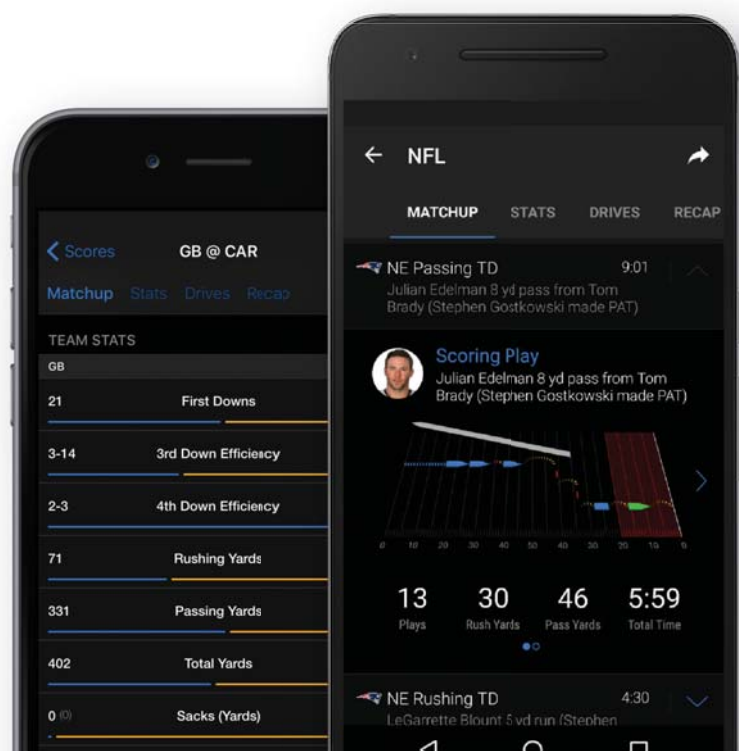 Scores
GB @ CAR
Matchup Stats Drives Recap
TEAM STATS
GB
21 First Downs
3-14 3rd Down Efficiency
2-3 4th Down Efficiency
71 Rushing Yards
331 Passing Yards
402 Total Yards
0 (0) Sacks (Yards)
NFL
MATCHUP STATS DRIVES RECAP
NE Passing TD 9:01
Julian Edelman 8 yd pass from Tom
Brady (Stephen Gostkowski made PAT)
Scoring Play
Julian Edelman 8 yd pass from Tom
Brady (Stephen Gostkowski made PAT)
0 10 20 30 40 50 40 30 20 10 0
13 30 46 5:59
Plays Rush Yards Pass Yards Total Time
NE Rushing TD 4:30
LeGarrette Blount 5 yd run (Stephen